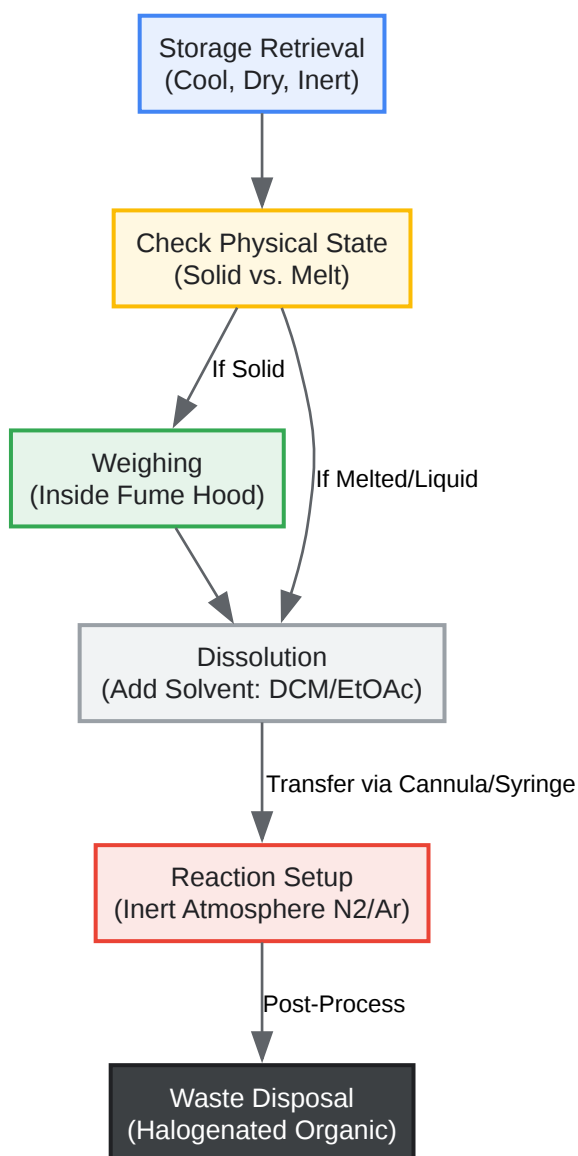 Storage Retrieval
(Cool, Dry, Inert)
Check Physical State
(Solid vs. Melt)
If Solid
Weighing
(Inside Fume Hood)
If Melted/Liquid
Dissolution
(Add Solvent: DCM/EtOAc)
Transfer via Cannula/Syringe
Reaction Setup
(Inert Atmosphere N2/Ar)
Post-Process
Waste Disposal
(Halogenated Organic)